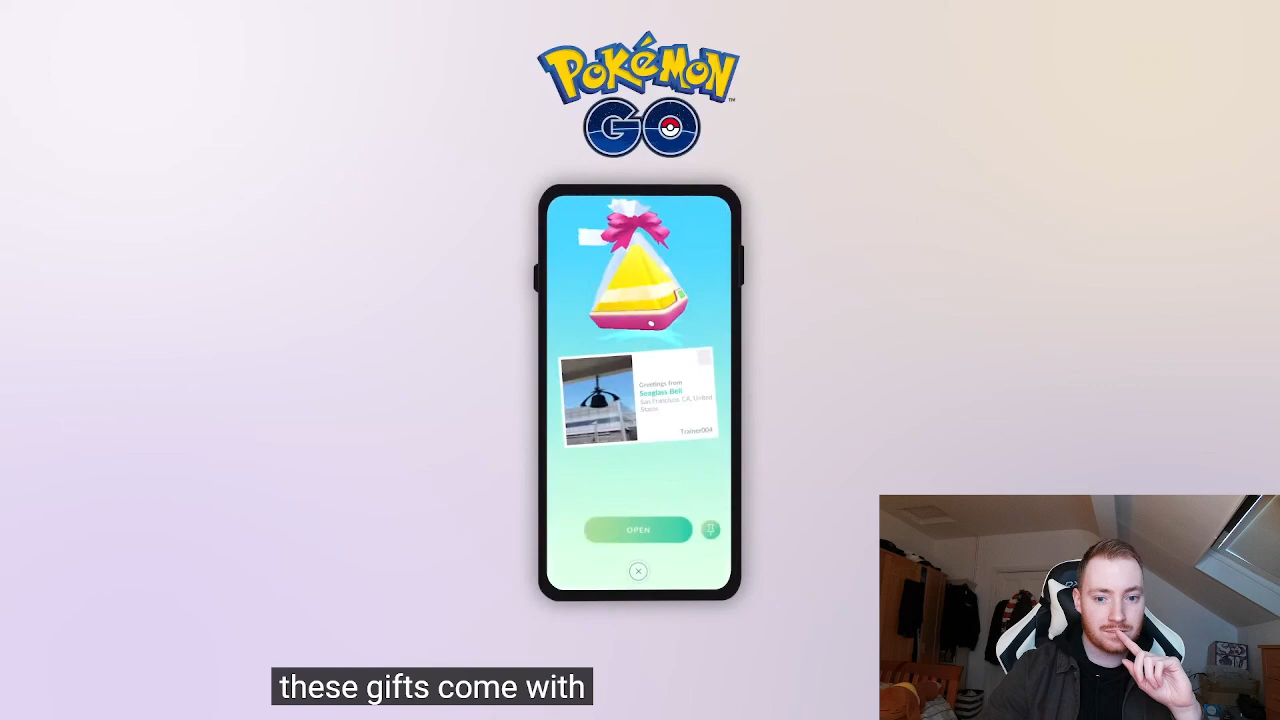 POKÉMON
GO
Greetings from
Seaglass Bell
San Francisco, CA, United
States
Trainer004
OPEN
these gifts come with